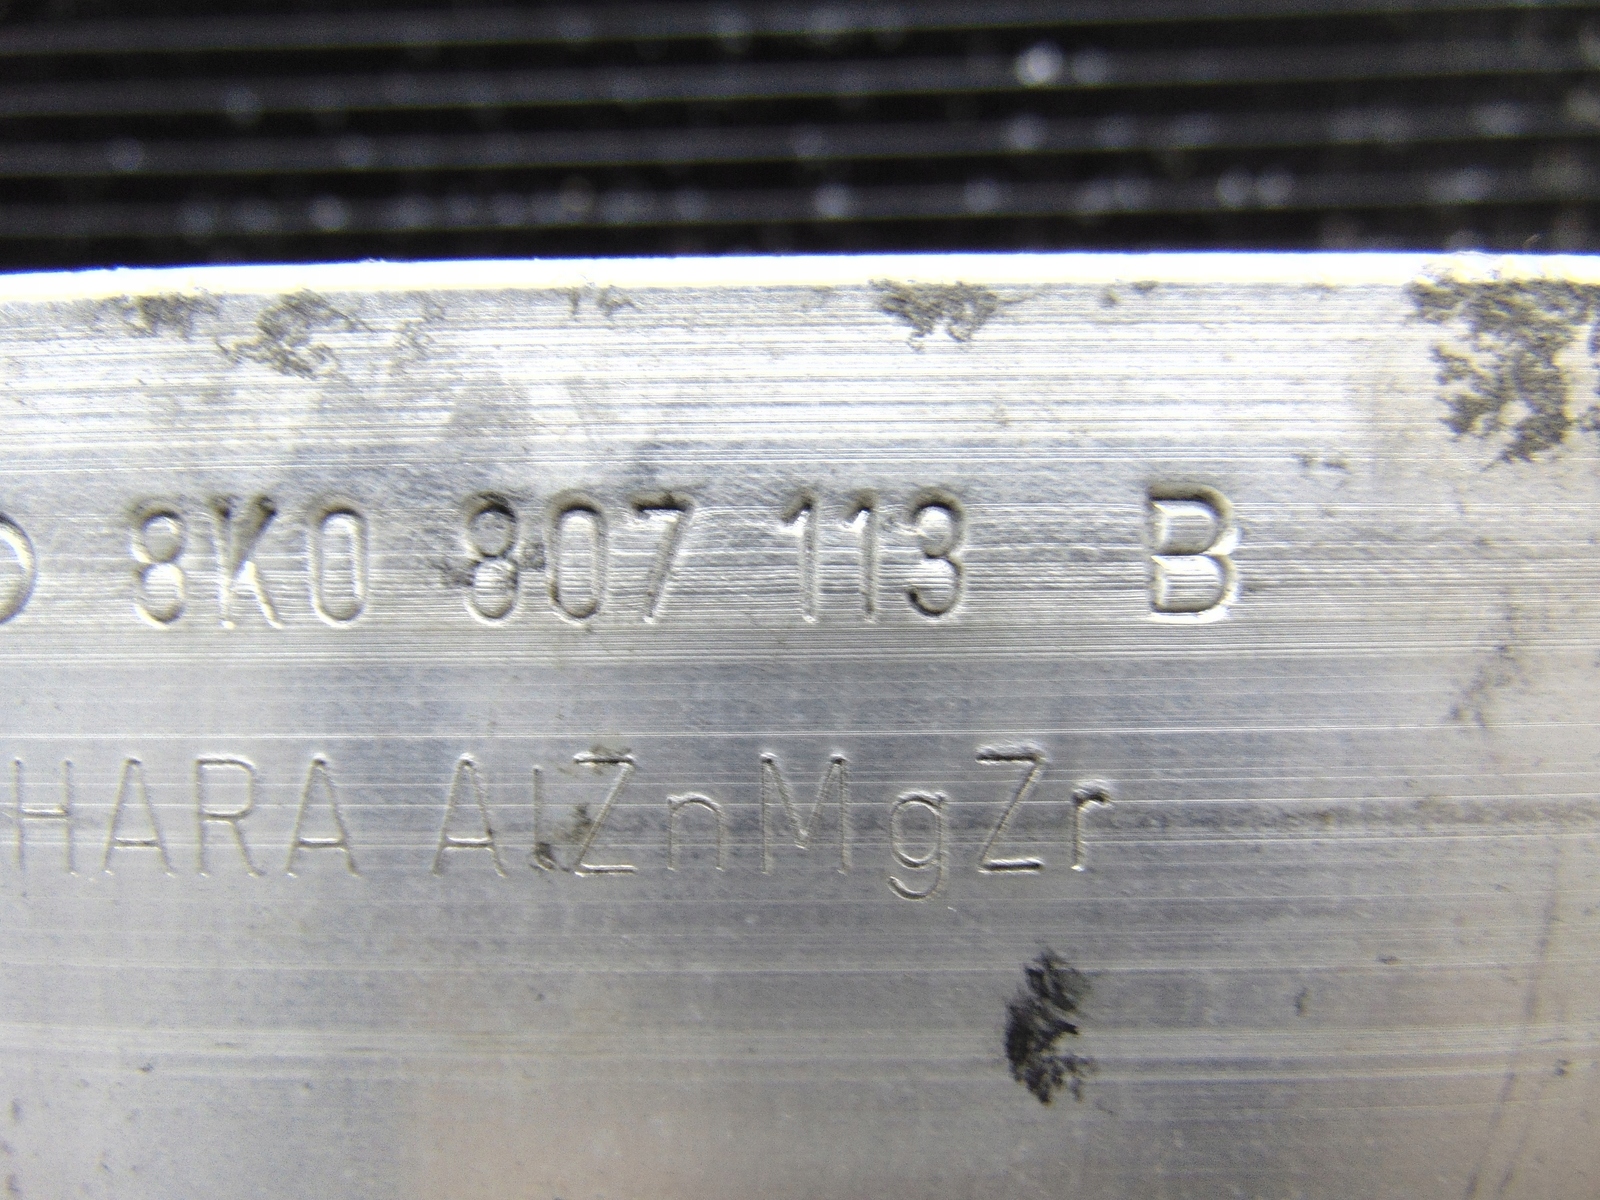 8K0 807 113 B
HARA AlZnMgZr